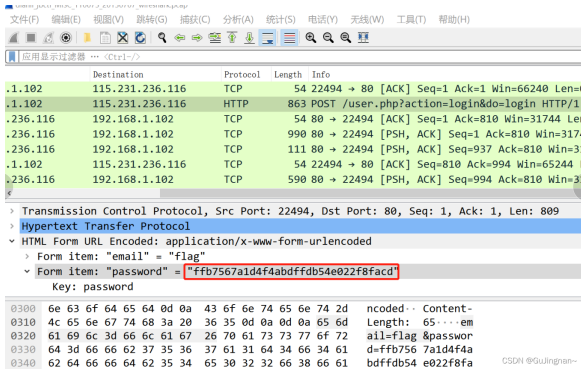 文件(F) 编辑(E) 视图(V) 跳转(G) 捕获(C) 分析(A) 统计(S) 电话(Y) 无线(W) 工具(T) 帮助(H)
应用显示过滤器 … <Ctrl-/>
Destination Protocol Length Info
.1.102 115.231.236.116 TCP 54 22494 → 80 [ACK] Seq=1 Ack=1 Win=66240 Len=
.1.102 115.231.236.116 HTTP 863 POST /user.php?action=login&do=login HTTP/1
.236.116 192.168.1.102 TCP 54 80 → 22494 [ACK] Seq=1 Ack=810 Win=31744 Len
.236.116 192.168.1.102 TCP 990 80 → 22494 [PSH, ACK] Seq=1 Ack=810 Win=3174
.236.116 192.168.1.102 TCP 111 80 → 22494 [PSH, ACK] Seq=937 Ack=810 Win=31
.1.102 115.231.236.116 TCP 54 22494 → 80 [ACK] Seq=810 Ack=994 Win=65244
.236.116 192.168.1.102 TCP 590 80 → 22494 [PSH, ACK] Seq=994 Ack=810 Win=3
Transmission Control Protocol, Src Port: 22494, Dst Port: 80, Seq: 1, Ack: 1, Len: 809
Hypertext Transfer Protocol
HTML Form URL Encoded: application/x-www-form-urlencoded
Form item: "email" = "flag"
Form item: "password" = "ffb7567a1d4f4abdffdb54e022f8facd"
Key: password
0300 6e 63 6f 64 65 64 0d 0a 43 6f 6e 74 65 6e 74 2d ncoded·· Content-
0310 4c 65 6e 67 74 68 3a 20 36 35 0d 0a 0d 0a 65 6d Length:  65····em
0320 61 69 6c 3d 66 6c 61 67 26 70 61 73 73 77 6f 72 ail=flag &passwor
0330 64 3d 66 66 62 37 35 36 37 61 31 64 34 66 34 61 d=ffb756 7a1d4f4a
0340 62 64 66 66 64 62 35 34 65 30 32 32 66 38 66 61 bdffdb54 e022f8fa
CSDN @GuJingnan~